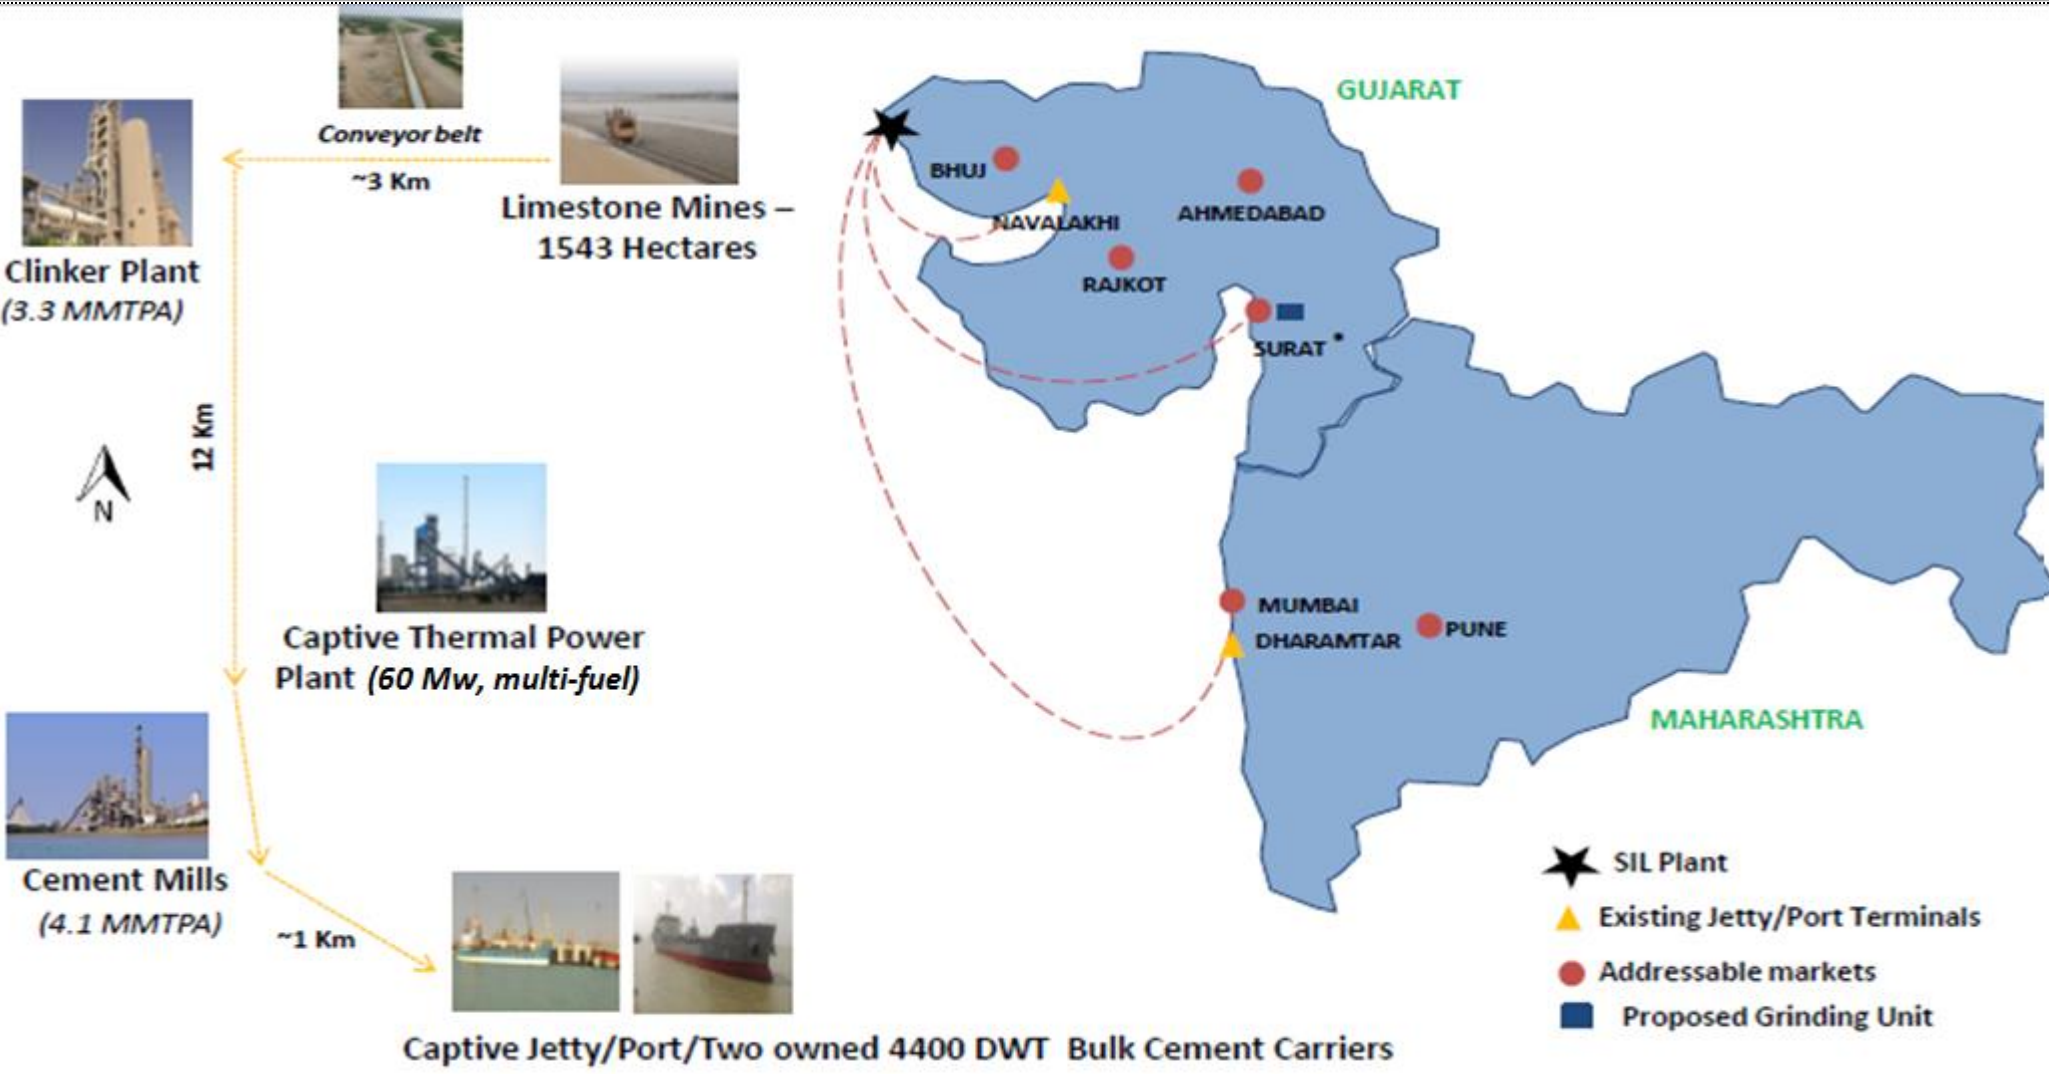 Conveyor belt
~3 Km
Limestone Mines –
1543 Hectares
Clinker Plant
(3.3 MMTPA)
12 Km
N
Captive Thermal Power
Plant (60 Mw, multi-fuel)
Cement Mills
(4.1 MMTPA)
~1 Km
Captive Jetty/Port/Two owned 4400 DWT Bulk Cement Carriers
GUJARAT
BHUJ
NAVALAKHI
AHMEDABAD
RAJKOT
SURAT *
MUMBAI
DHARAMTAR
PUNE
MAHARASHTRA
SIL Plant
Existing Jetty/Port Terminals
Addressable markets
Proposed Grinding Unit